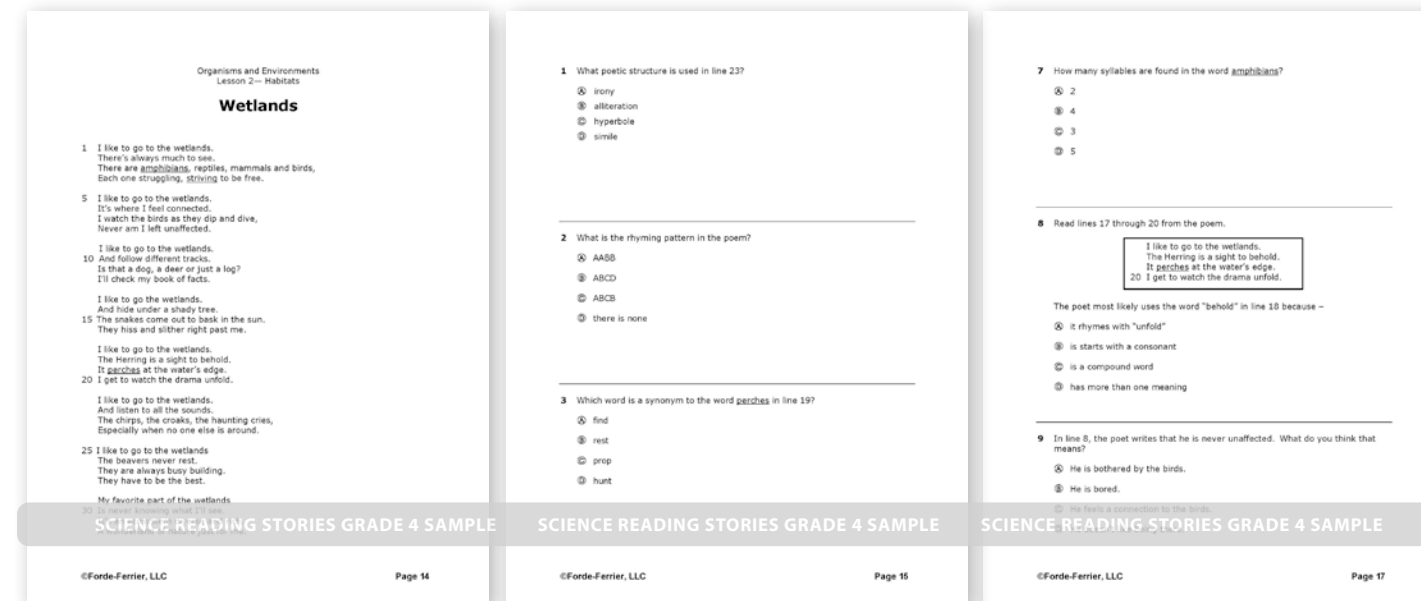 Organisms and Environments
Lesson 2— Habitats
Wetlands
1 I like to go to the wetlands.
There's always much to see.
There are amphibians, reptiles, mammals and birds,
Each one struggling, striving to be free.
5 I like to go to the wetlands.
It's where I feel connected.
I watch the birds as they dip and dive,
Never am I left unaffected.
I like to go to the wetlands.
10 And follow different tracks.
Is that a dog, a deer or just a log?
I'll check my book of facts.
I like to go the wetlands.
And hide under a shady tree.
15 The snakes come out to bask in the sun.
They hiss and slither right past me.
I like to go to the wetlands.
The Herring is a sight to behold.
It perches at the water's edge.
20 I get to watch the drama unfold.
I like to go to the wetlands.
And listen to all the sounds.
The chirps, the croaks, the haunting cries,
Especially when no one else is around.
25 I like to go to the wetlands
The beavers never rest.
They are always busy building.
They have to be the best.
My favorite part of the wetlands
30 Is never knowing what I'll see.
SCIENCE READING STORIES GRADE 4 SAMPLE
©Forde-Ferrier, LLC Page 14
1 What poetic structure is used in line 23?
A irony
B alliteration
C hyperbole
D simile
2 What is the rhyming pattern in the poem?
A AABB
B ABCD
C ABCB
D there is none
3 Which word is a synonym to the word perches in line 19?
A find
B rest
C prop
D hunt
SCIENCE READING STORIES GRADE 4 SAMPLE
©Forde-Ferrier, LLC Page 15
7 How many syllables are found in the word amphibians?
A 2
B 4
C 3
D 5
8 Read lines 17 through 20 from the poem.
I like to go to the wetlands.
The Herring is a sight to behold.
It perches at the water's edge.
20 I get to watch the drama unfold.
The poet most likely uses the word "behold" in line 18 because –
A it rhymes with "unfold"
B is starts with a consonant
C is a compound word
D has more than one meaning
9 In line 8, the poet writes that he is never unaffected. What do you think that
means?
A He is bothered by the birds.
B He is bored.
C He feels a connection to the birds.
SCIENCE READING STORIES GRADE 4 SAMPLE
©Forde-Ferrier, LLC Page 17